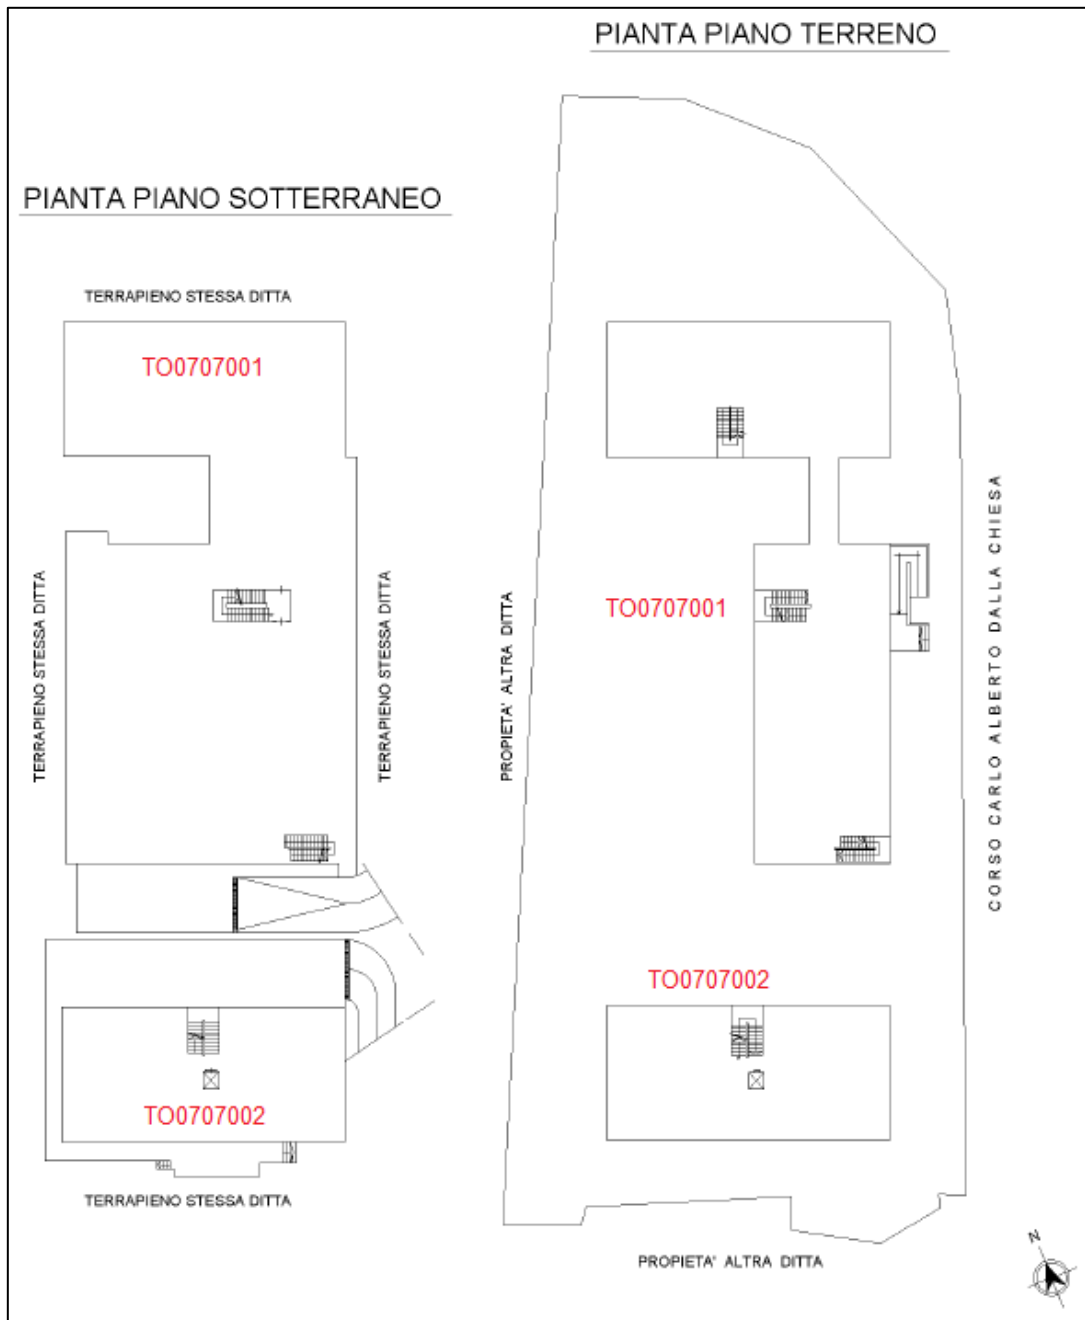 PIANTA PIANO TERRENO
PIANTA PIANO SOTTERRANEO
TERRAPIENO STESSA DITTA
TO0707001
TERRAPIENO STESSA DITTA
TERRAPIENO STESSA DITTA
TO0707002
TERRAPIENO STESSA DITTA
PROPIETA' ALTRA DITTA
TO0707001
CORSO CARLO ALBERTO DALLA CHIESA
TO0707002
PROPIETA' ALTRA DITTA
N